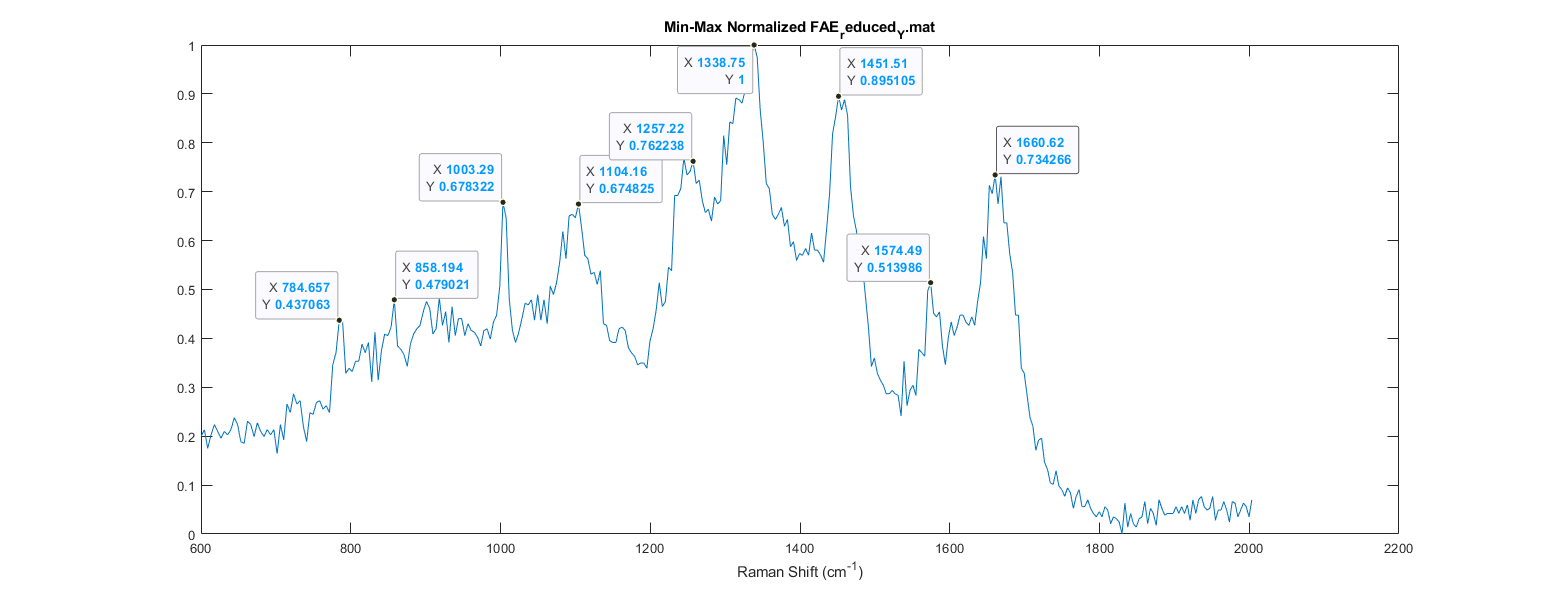 Min-Max Normalized FAE_reduced_Y.mat
X 1338.75
Y 1
X 1451.51
Y 0.895105
X 1257.22
Y 0.762238
X 1660.62
Y 0.734266
X 1003.29
Y 0.678322
X 1104.16
Y 0.674825
X 1574.49
Y 0.513986
X 858.194
Y 0.479021
X 784.657
Y 0.437063
1
0.9
0.8
0.7
0.6
0.5
0.4
0.3
0.2
0.1
0
600 800 1000 1200 1400 1600 1800 2000 2200
Raman Shift (cm⁻¹)